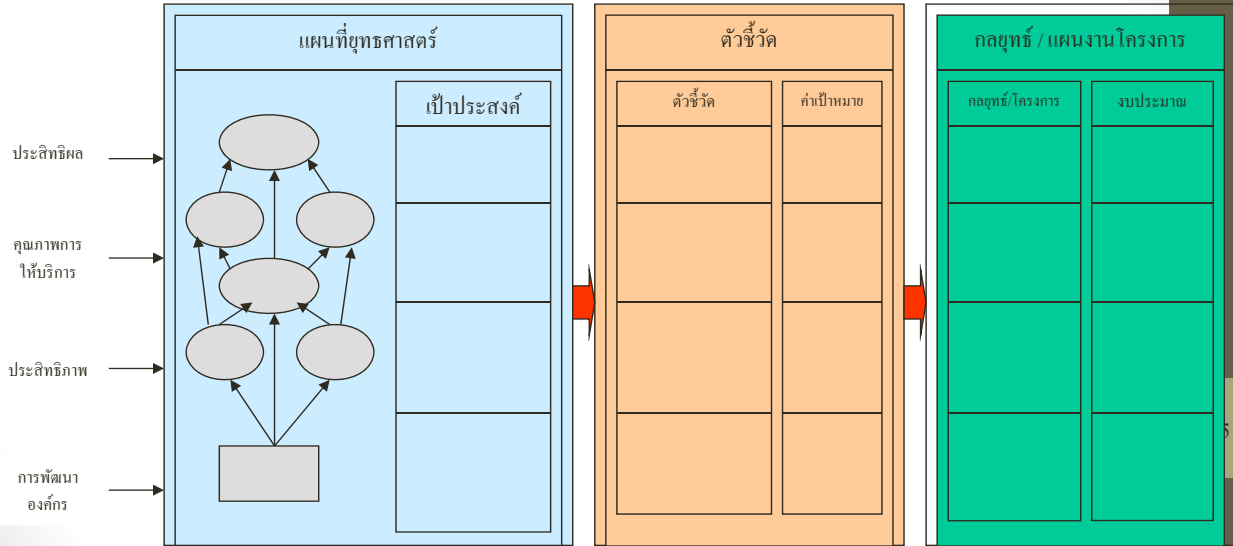 แผนที่ยุทธศาสตร์
ตัวชี้วัด
กลยุทธ์ / แผนงานโครงการ
เป้าประสงค์
ตัวชี้วัด
ค่าเป้าหมาย
กลยุทธ์/โครงการ
งบประมาณ
ประสิทธิผล
คุณภาพการ
ให้บริการ
ประสิทธิภาพ
การพัฒนา
องค์กร
5